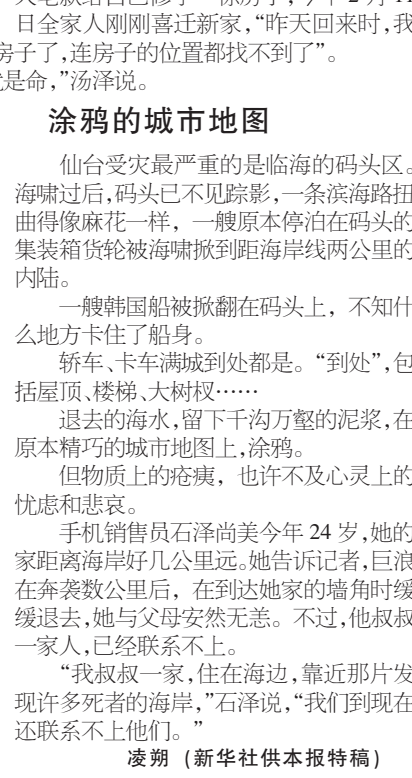 日全家人刚刚喜迁新家，“昨天回来时，我
房子了，连房子的位置都找不到了”。
是命，”汤泽说。
涂鸦的城市地图
仙台受灾最严重的是临海的码头区。
海啸过后，码头已不见踪影，一条滨海路扭
曲得像麻花一样，一艘原本停泊在码头的
集装箱货轮被海啸掀到距海岸线两公里的
内陆。
一艘韩国船被掀翻在码头上，不知什
么地方卡住了船身。
轿车、卡车满城到处都是。“到处”，包
括屋顶、楼梯、大树杈……
退去的海水，留下千沟万壑的泥浆，在
原本精巧的城市地图上，涂鸦。
但物质上的疮痍，也许不及心灵上的
忧虑和悲哀。
手机销售员石泽尚美今年 24 岁，她的
家距离海岸好几公里远。她告诉记者，巨浪
在奔袭数公里后，在到达她家的墙角时缓
缓退去，她与父母安然无恙。不过，他叔叔
一家人，已经联系不上。
“我叔叔一家，住在海边，靠近那片发
现许多死者的海岸，”石泽说，“我们到现在
还联系不上他们。”
凌朔（新华社供本报特稿）